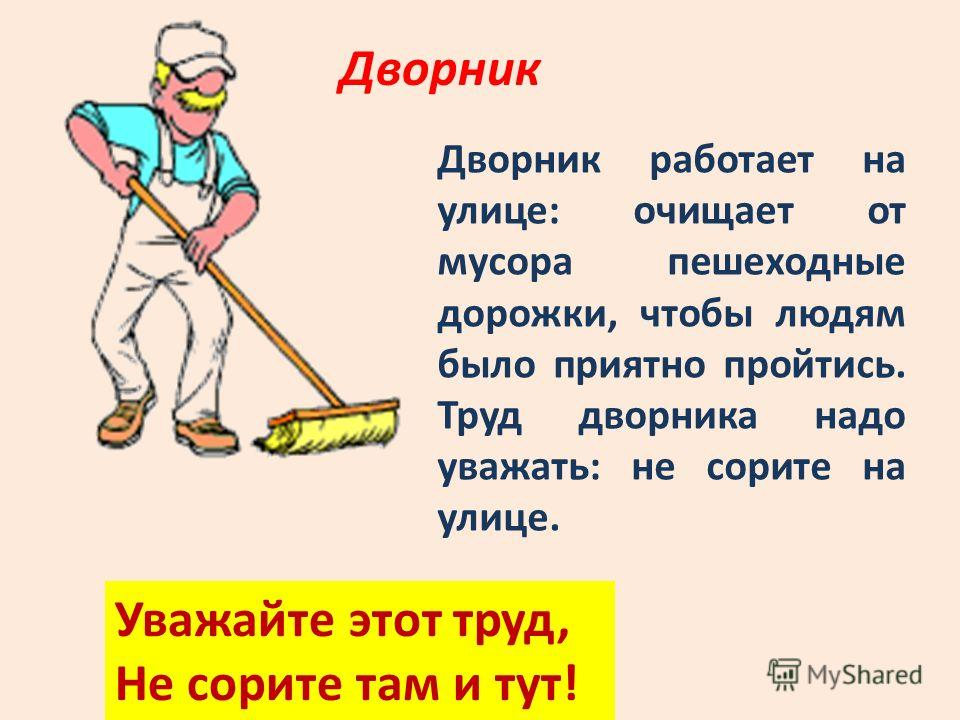 Дворник
Дворник работает на
улице: очищает от
мусора пешеходные
дорожки, чтобы людям
было приятно пройтись.
Труд дворника надо
уважать: не сорите на
улице.
Уважайте этот труд,
Не сорите там и тут!
MyShared